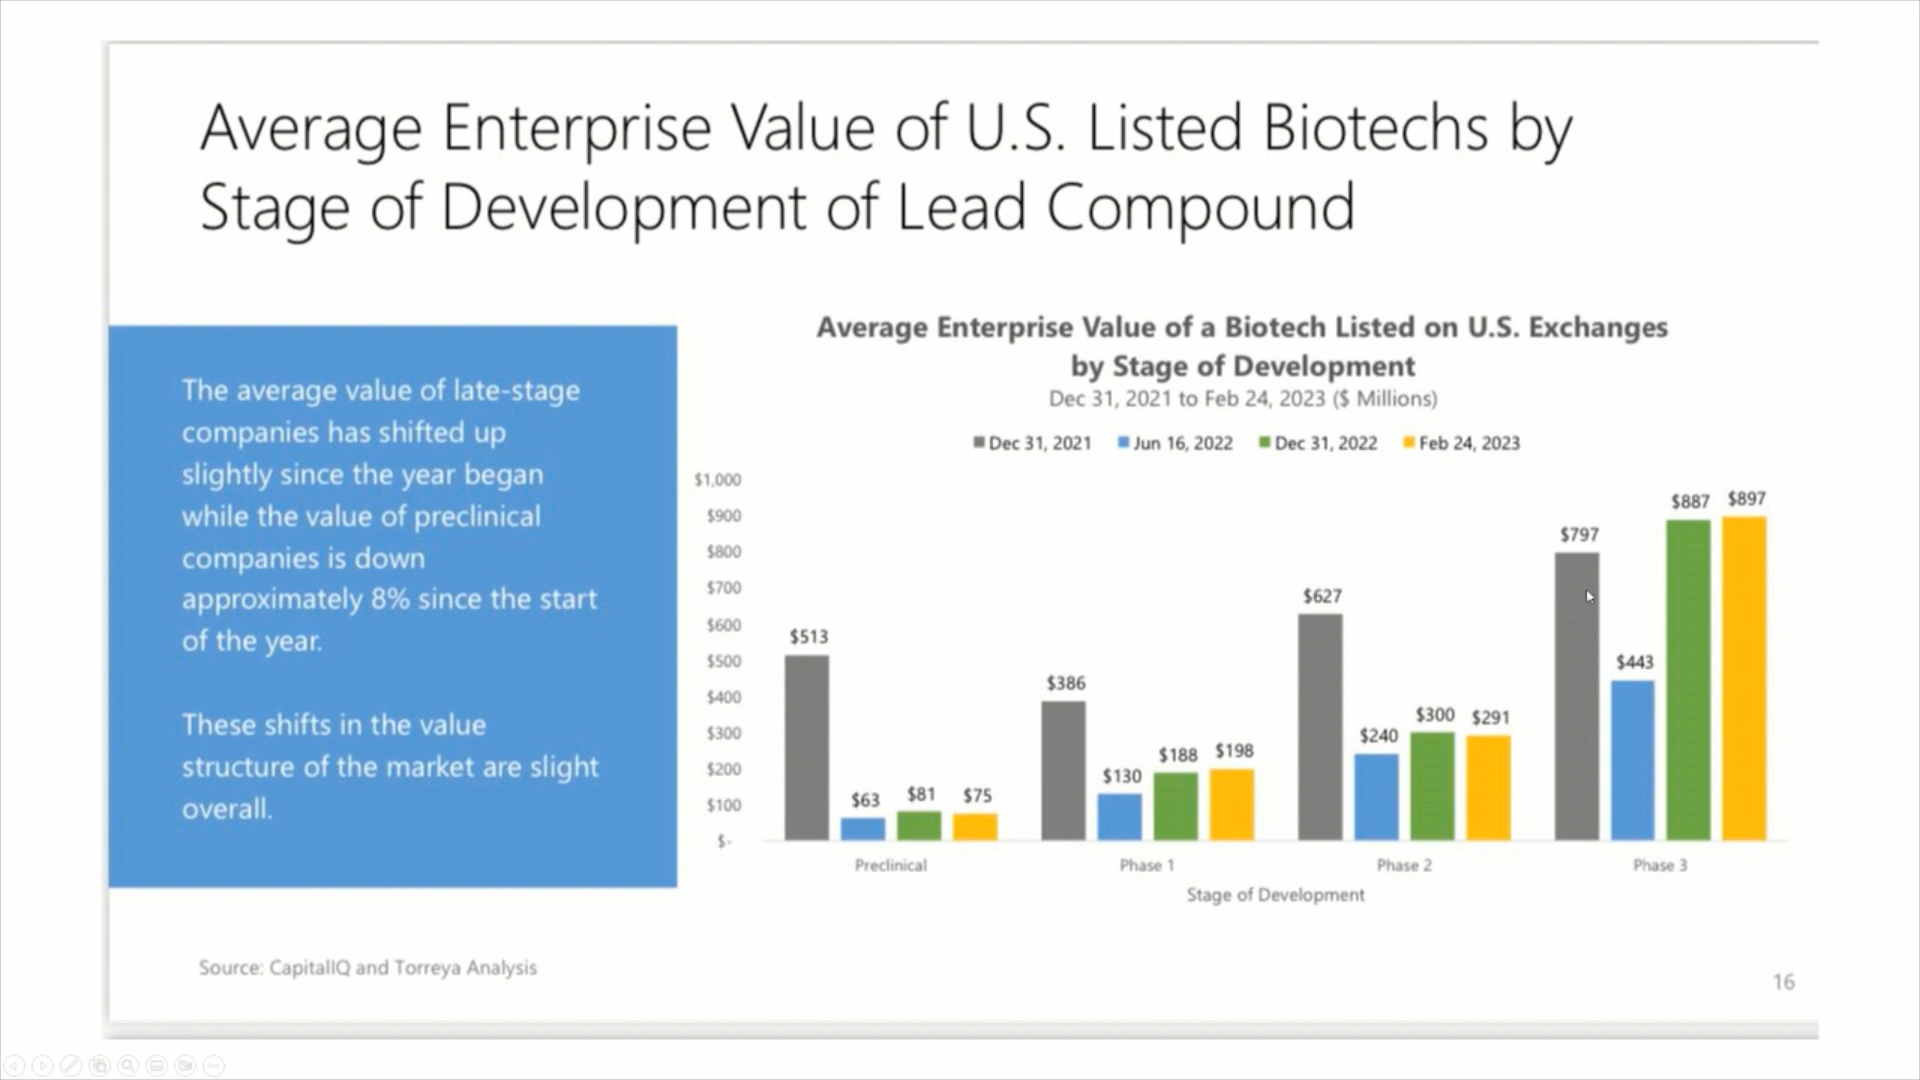 Average Enterprise Value of U.S. Listed Biotechs by
Stage of Development of Lead Compound
The average value of late-stage
companies has shifted up
slightly since the year began
while the value of preclinical
companies is down
approximately 8% since the start
of the year.
These shifts in the value
structure of the market are slight
overall.
Average Enterprise Value of a Biotech Listed on U.S. Exchanges
by Stage of Development
Dec 31, 2021 to Feb 24, 2023 ($ Millions)
Dec 31, 2021 Jun 16, 2022 Dec 31, 2022 Feb 24, 2023
$1,000
$900
$800
$700
$600
$500
$400
$300
$200
$100
$-
$513 $63 $81 $75
$386 $130 $188 $198
$627 $240 $300 $291
$797 $443 $887 $897
Preclinical Phase 1 Phase 2 Phase 3
Stage of Development
Source: CapitalIQ and Torreya Analysis
16